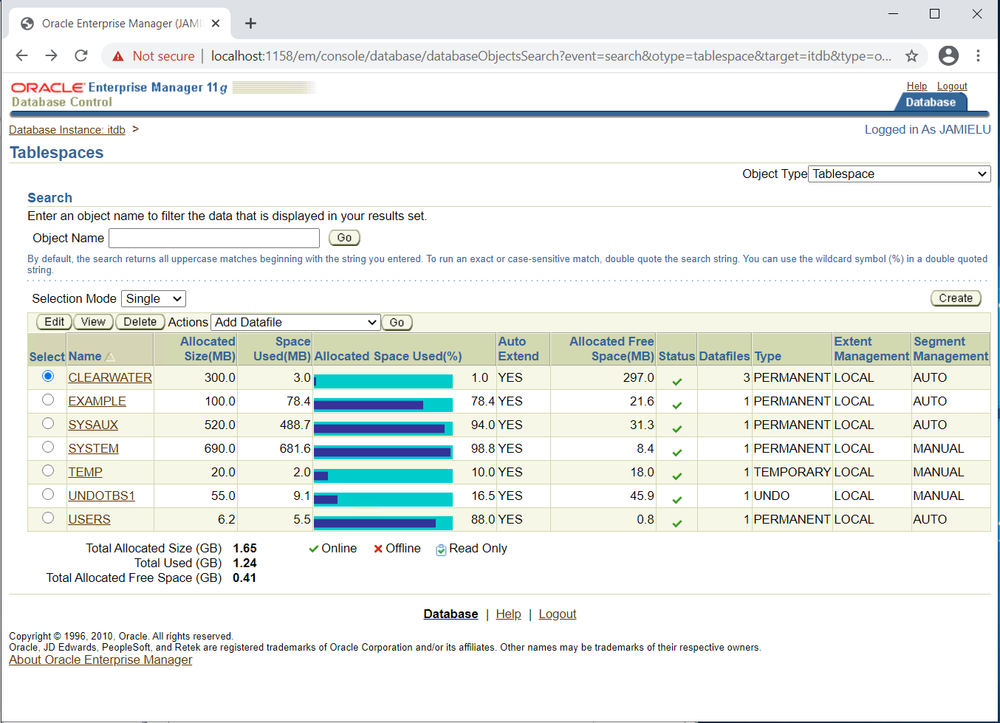 Oracle Enterprise Manager (JAMI
Not secure | localhost:1158/em/console/database/databaseObjectsSearch?event=search&otype=tablespace&target=itdb&type=o...
ORACLE Enterprise Manager 11g
Database Control
Help Logout
Database
Database Instance: itdb >
Logged in As JAMIELU
Tablespaces
Object Type Tablespace
Search
Enter an object name to filter the data that is displayed in your results set.
Object Name Go
By default, the search returns all uppercase matches beginning with the string you entered. To run an exact or case-sensitive match, double quote the search string. You can use the wildcard symbol (%) in a double quoted
string.
Selection Mode Single Create
Edit View Delete Actions Add Datafile Go
Select Name Allocated Size(MB) Space Used(MB) Allocated Space Used(%) Auto Extend Allocated Free Space(MB) Status Datafiles Type Extent Management Segment Management
CLEARWATER 300.0 3.0 1.0 YES 297.0 3 PERMANENT LOCAL AUTO
EXAMPLE 100.0 78.4 78.4 YES 21.6 1 PERMANENT LOCAL AUTO
SYSAUX 520.0 488.7 94.0 YES 31.3 1 PERMANENT LOCAL AUTO
SYSTEM 690.0 681.6 98.8 YES 8.4 1 PERMANENT LOCAL MANUAL
TEMP 20.0 2.0 10.0 YES 18.0 1 TEMPORARY LOCAL MANUAL
UNDOTBS1 55.0 9.1 16.5 YES 45.9 1 UNDO LOCAL MANUAL
USERS 6.2 5.5 88.0 YES 0.8 1 PERMANENT LOCAL AUTO
Total Allocated Size (GB) 1.65 Online Offline Read Only
Total Used (GB) 1.24
Total Allocated Free Space (GB) 0.41
Database | Help | Logout
Copyright © 1996, 2010, Oracle. All rights reserved.
Oracle, JD Edwards, PeopleSoft, and Retek are registered trademarks of Oracle Corporation and/or its affiliates. Other names may be trademarks of their respective owners.
About Oracle Enterprise Manager